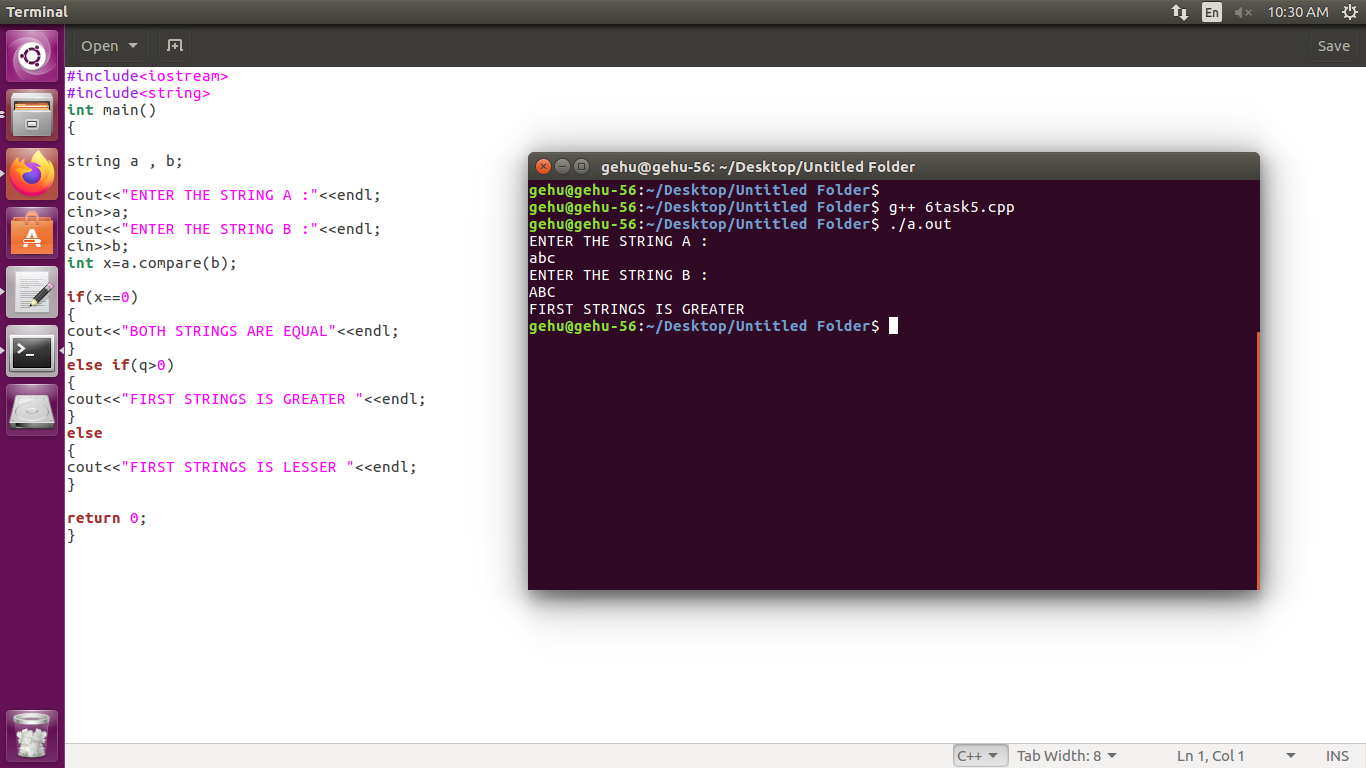 Terminal
En
10:30 AM
Open
Save
#include<iostream>
#include<string>
int main()
{
string a , b;
cout<<"ENTER THE STRING A :"<<endl;
cin>>a;
cout<<"ENTER THE STRING B :"<<endl;
cin>>b;
int x=a.compare(b);
if(x==0)
{
cout<<"BOTH STRINGS ARE EQUAL"<<endl;
}
else if(q>0)
{
cout<<"FIRST STRINGS IS GREATER "<<endl;
}
else
{
cout<<"FIRST STRINGS IS LESSER "<<endl;
}
return 0;
}
gehu@gehu-56: ~/Desktop/Untitled Folder
gehu@gehu-56:~/Desktop/Untitled Folder$
gehu@gehu-56:~/Desktop/Untitled Folder$ g++ 6task5.cpp
gehu@gehu-56:~/Desktop/Untitled Folder$ ./a.out
ENTER THE STRING A :
abc
ENTER THE STRING B :
ABC
FIRST STRINGS IS GREATER
gehu@gehu-56:~/Desktop/Untitled Folder$
C++
Tab Width: 8
Ln 1, Col 1
INS